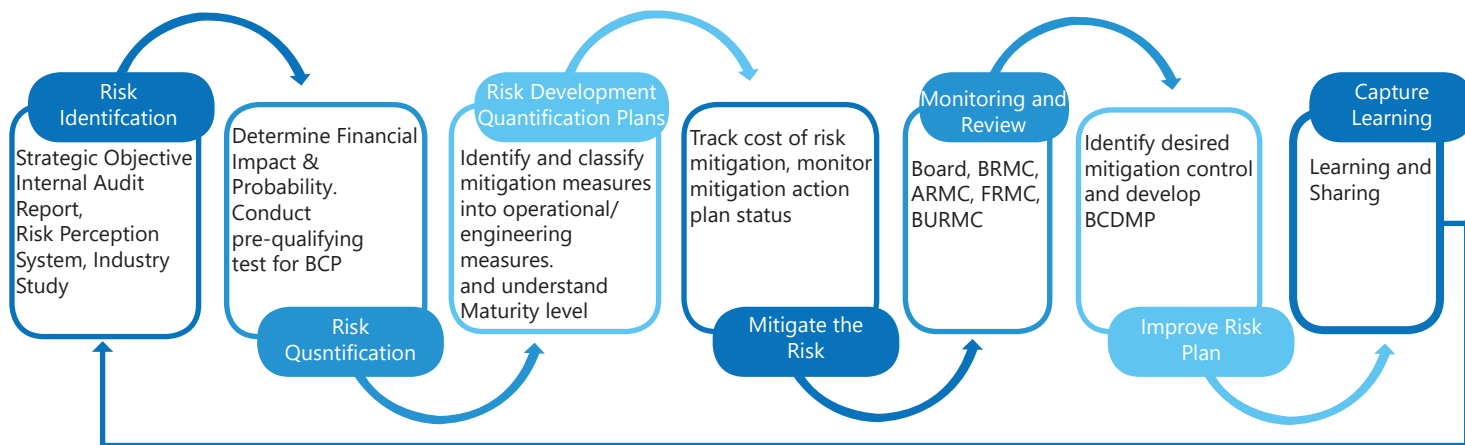 Risk
Identifcation
Strategic Objective
Internal Audit
Report,
Risk Perception
System, Industry
Study
Determine Financial
Impact &
Probability.
Conduct
pre-qualifying
test for BCP
Risk
Qusntification
Risk Development
Quantification Plans
Identify and classify
mitigation measures
into operational/
engineering
measures.
and understand
Maturity level
Track cost of risk
mitigation, monitor
mitigation action
plan status
Mitigate the
Risk
Monitoring and
Review
Board, BRMC,
ARMC, FRMC,
BURMC
Identify desired
mitigation control
and develop
BCDMP
Improve Risk
Plan
Capture
Learning
Learning and
Sharing